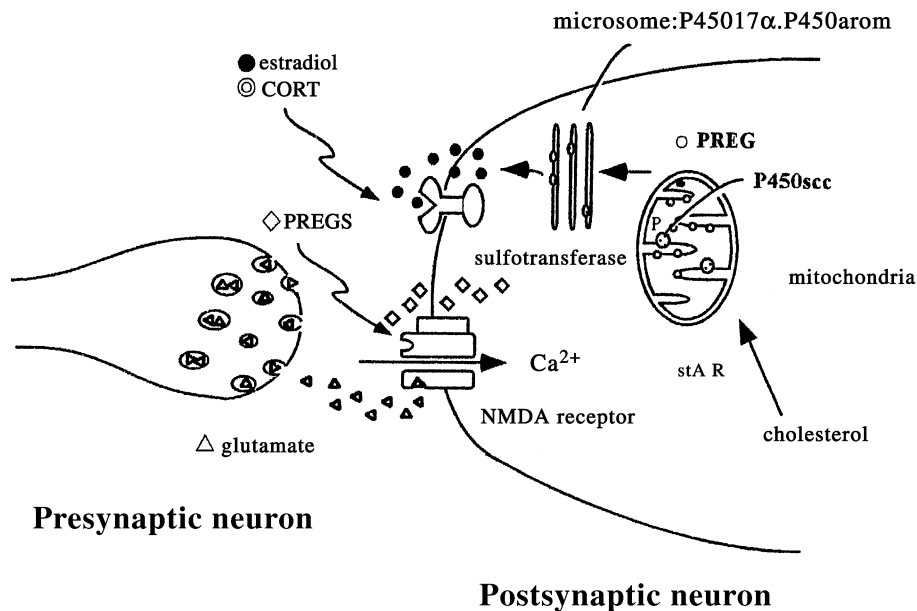 microsome:P45017α.P450arom
estradiol
CORT
PREG
P450scc
PREGS
P
sulfotransferase
mitochondria
Ca2+
stA R
NMDA receptor
cholesterol
glutamate
Presynaptic neuron
Postsynaptic neuron